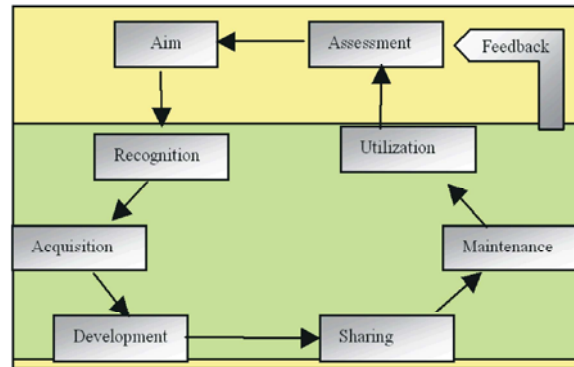 Aim
Assessment
Feedback
Recognition
Utilization
Acquisition
Maintenance
Development
Sharing